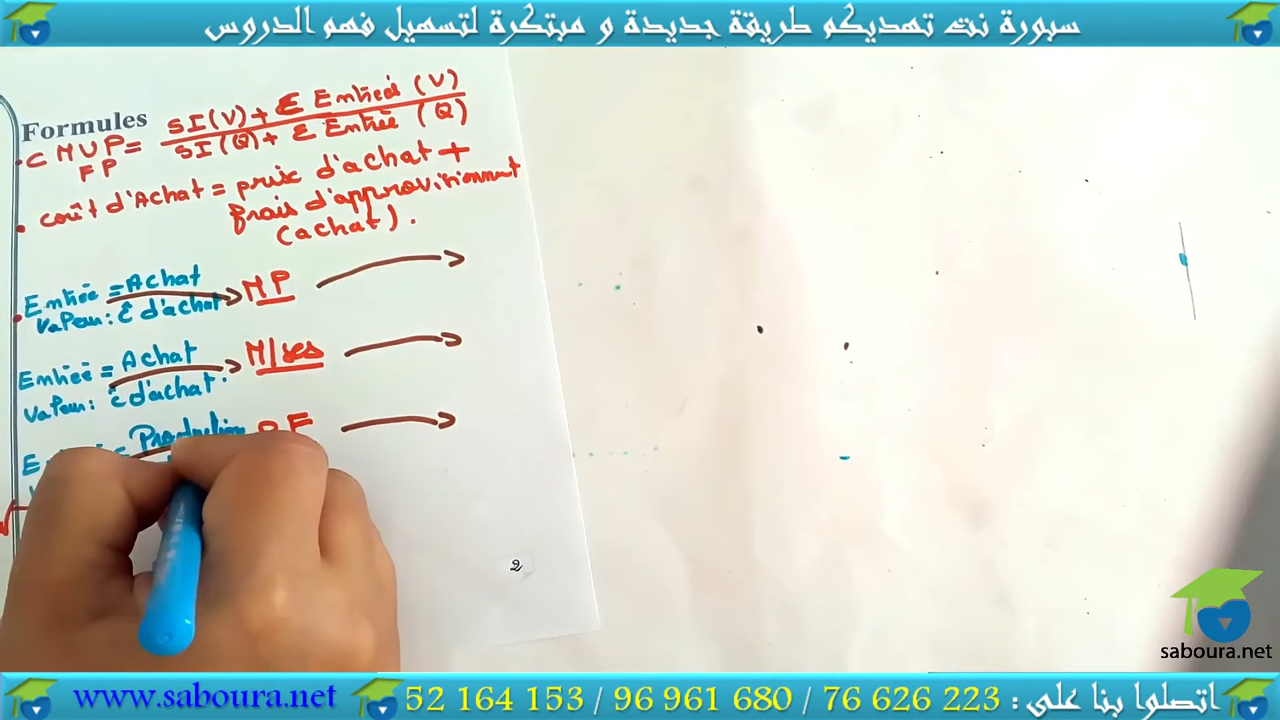 سبورة نت تهديكم طريقة جديدة و مبتكرة لتسهيل فهم الدروس
Formules
CMUP = SI(V) + Ɛ Entrées (V)
FP SI(Q) + Ɛ Entrée (Q)
• coût d'Achat = prix d'achat +
frais d'approvisionnement
(achat).
Entrée = Achat
MP
Valeur: c̄ d'achat
Entrée = Achat
M/ses
Valeur: c̄ d'achat.
= Production
2
saboura.net
www.saboura.net
52 164 153 / 96 961 680 / 76 626 223 : اتصلوا بنا على